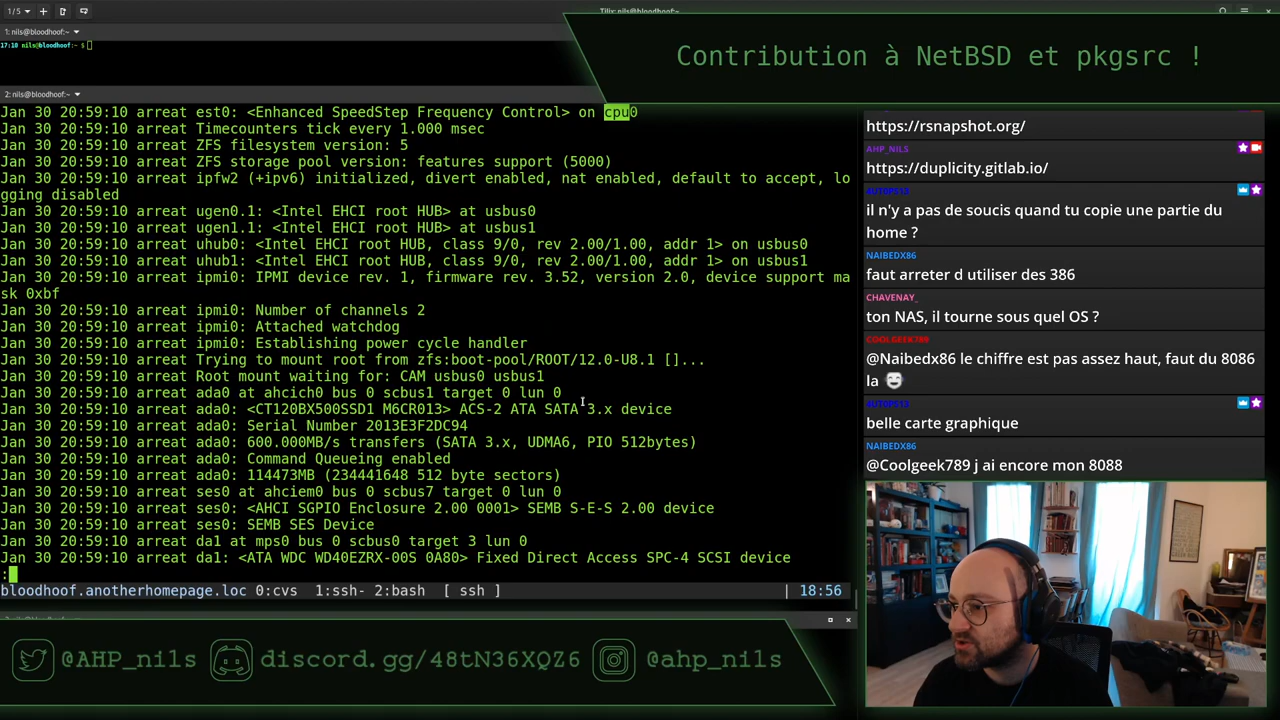 1/5
Tilix: nils@bloodhoof:~
1: nils@bloodhoof:~
17:18 nils@bloodhoof:~ $
Contribution à NetBSD et pkgsrc !
2: nils@bloodhoof:~
Jan 30 20:59:10 arreat est0: <Enhanced SpeedStep Frequency Control> on cpu0
Jan 30 20:59:10 arreat Timecounters tick every 1.000 msec
Jan 30 20:59:10 arreat ZFS filesystem version: 5
Jan 30 20:59:10 arreat ZFS storage pool version: features support (5000)
Jan 30 20:59:10 arreat ipfw2 (+ipv6) initialized, divert enabled, nat enabled, default to accept, lo
gging disabled
Jan 30 20:59:10 arreat ugen0.1: <Intel EHCI root HUB> at usbus0
Jan 30 20:59:10 arreat ugen1.1: <Intel EHCI root HUB> at usbus1
Jan 30 20:59:10 arreat uhub0: <Intel EHCI root HUB, class 9/0, rev 2.00/1.00, addr 1> on usbus0
Jan 30 20:59:10 arreat uhub1: <Intel EHCI root HUB, class 9/0, rev 2.00/1.00, addr 1> on usbus1
Jan 30 20:59:10 arreat ipmi0: IPMI device rev. 1, firmware rev. 3.52, version 2.0, device support ma
sk 0xbf
Jan 30 20:59:10 arreat ipmi0: Number of channels 2
Jan 30 20:59:10 arreat ipmi0: Attached watchdog
Jan 30 20:59:10 arreat ipmi0: Establishing power cycle handler
Jan 30 20:59:10 arreat Trying to mount root from zfs:boot-pool/ROOT/12.0-U8.1 []...
Jan 30 20:59:10 arreat Root mount waiting for: CAM usbus0 usbus1
Jan 30 20:59:10 arreat ada0 at ahcich0 bus 0 scbus1 target 0 lun 0
Jan 30 20:59:10 arreat ada0: <CT120BX500SSD1 M6CR013> ACS-2 ATA SATA 3.x device
Jan 30 20:59:10 arreat ada0: Serial Number 2013E3F2DC94
Jan 30 20:59:10 arreat ada0: 600.000MB/s transfers (SATA 3.x, UDMA6, PIO 512bytes)
Jan 30 20:59:10 arreat ada0: Command Queueing enabled
Jan 30 20:59:10 arreat ada0: 114473MB (234441648 512 byte sectors)
Jan 30 20:59:10 arreat ses0 at ahciem0 bus 0 scbus7 target 0 lun 0
Jan 30 20:59:10 arreat ses0: <AHCI SGPIO Enclosure 2.00 0001> SEMB S-E-S 2.00 device
Jan 30 20:59:10 arreat ses0: SEMB SES Device
Jan 30 20:59:10 arreat da1 at mps0 bus 0 scbus0 target 3 lun 0
Jan 30 20:59:10 arreat da1: <ATA WDC WD40EZRX-00S 0A80> Fixed Direct Access SPC-4 SCSI device
:
bloodhoof.anotherhomepage.loc 0:cvs 1:ssh- 2:bash [ ssh ] | 18:56
https://rsnapshot.org/
AHP_NILS
https://duplicity.gitlab.io/
4UT0PS13
il n'y a pas de soucis quand tu copie une partie du
home ?
NAIBEDX86
faut arreter d utiliser des 386
CHAVENAY_
ton NAS, il tourne sous quel OS ?
COOLGEEK789
@Naibedx86 le chiffre est pas assez haut, faut du 8086
la
4UT0PS13
belle carte graphique
NAIBEDX86
@Coolgeek789 j ai encore mon 8088
@AHP_nils
discord.gg/48tN36XQZ6
@ahp_nils